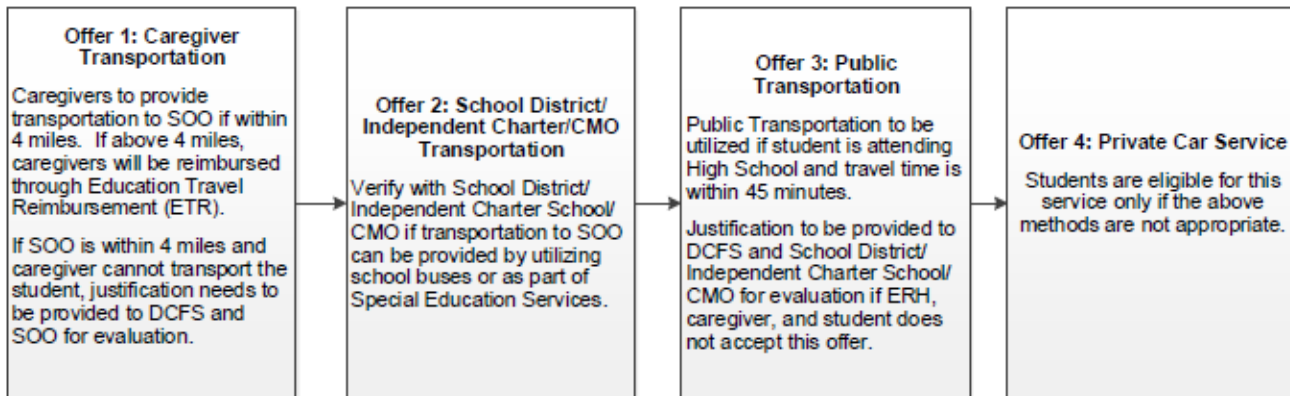 Offer 1: Caregiver
Transportation
Caregivers to provide
transportation to SOO if within
4 miles. If above 4 miles,
caregivers will be reimbursed
through Education Travel
Reimbursement (ETR).
If SOO is within 4 miles and
caregiver cannot transport the
student, justification needs to
be provided to DCFS and
SOO for evaluation.
Offer 2: School District/
Independent Charter/CMO
Transportation
Verify with School District/
Independent Charter School/
CMO if transportation to SOO
can be provided by utilizing
school buses or as part of
Special Education Services.
Offer 3: Public
Transportation
Public Transportation to be
utilized if student is attending
High School and travel time is
within 45 minutes.
Justification to be provided to
DCFS and School District/
Independent Charter School/
CMO for evaluation if ERH,
caregiver, and student does
not accept this offer.
Offer 4: Private Car Service
Students are eligible for this
service only if the above
methods are not appropriate.